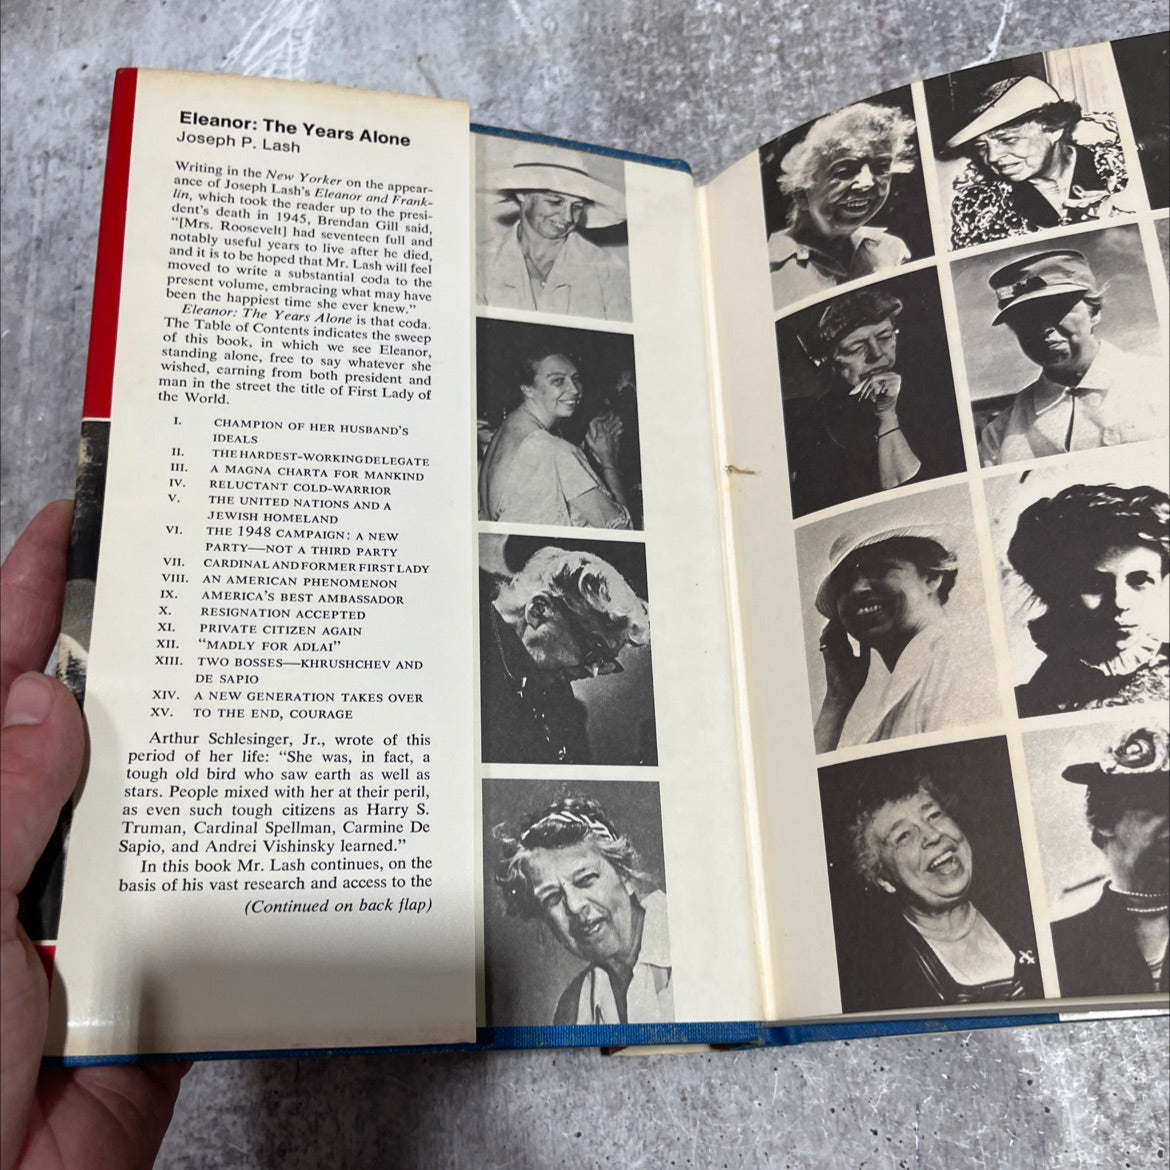 Eleanor: The Years Alone
Joseph P. Lash
Writing in the New Yorker on the appear-
ance of Joseph Lash's Eleanor and Frank-
lin, which took the reader up to the presi-
dent's death in 1945, Brendan Gill said,
"[Mrs. Roosevelt] had seventeen full and
notably useful years to live after he died,
and it is to be hoped that Mr. Lash will feel
moved to write a substantial coda to the
present volume, embracing what may have
been the happiest time she ever knew."
Eleanor: The Years Alone is that coda.
The Table of Contents indicates the sweep
of this book, in which we see Eleanor,
standing alone, free to say whatever she
wished, earning from both president and
man in the street the title of First Lady of
the World.
I. CHAMPION OF HER HUSBAND'S
IDEALS
II. THE HARDEST-WORKING DELEGATE
III. A MAGNA CHARTA FOR MANKIND
IV. RELUCTANT COLD-WARRIOR
V. THE UNITED NATIONS AND A
JEWISH HOMELAND
VI. THE 1948 CAMPAIGN: A NEW
PARTY—NOT A THIRD PARTY
VII. CARDINAL AND FORMER FIRST LADY
VIII. AN AMERICAN PHENOMENON
IX. AMERICA'S BEST AMBASSADOR
X. RESIGNATION ACCEPTED
XI. PRIVATE CITIZEN AGAIN
XII. "MADLY FOR ADLAI"
XIII. TWO BOSSES—KHRUSHCHEV AND
DE SAPIO
XIV. A NEW GENERATION TAKES OVER
XV. TO THE END, COURAGE
Arthur Schlesinger, Jr., wrote of this
period of her life: "She was, in fact, a
tough old bird who saw earth as well as
stars. People mixed with her at their peril,
as even such tough citizens as Harry S.
Truman, Cardinal Spellman, Carmine De
Sapio, and Andrei Vishinsky learned."
In this book Mr. Lash continues, on the
basis of his vast research and access to the
(Continued on back flap)